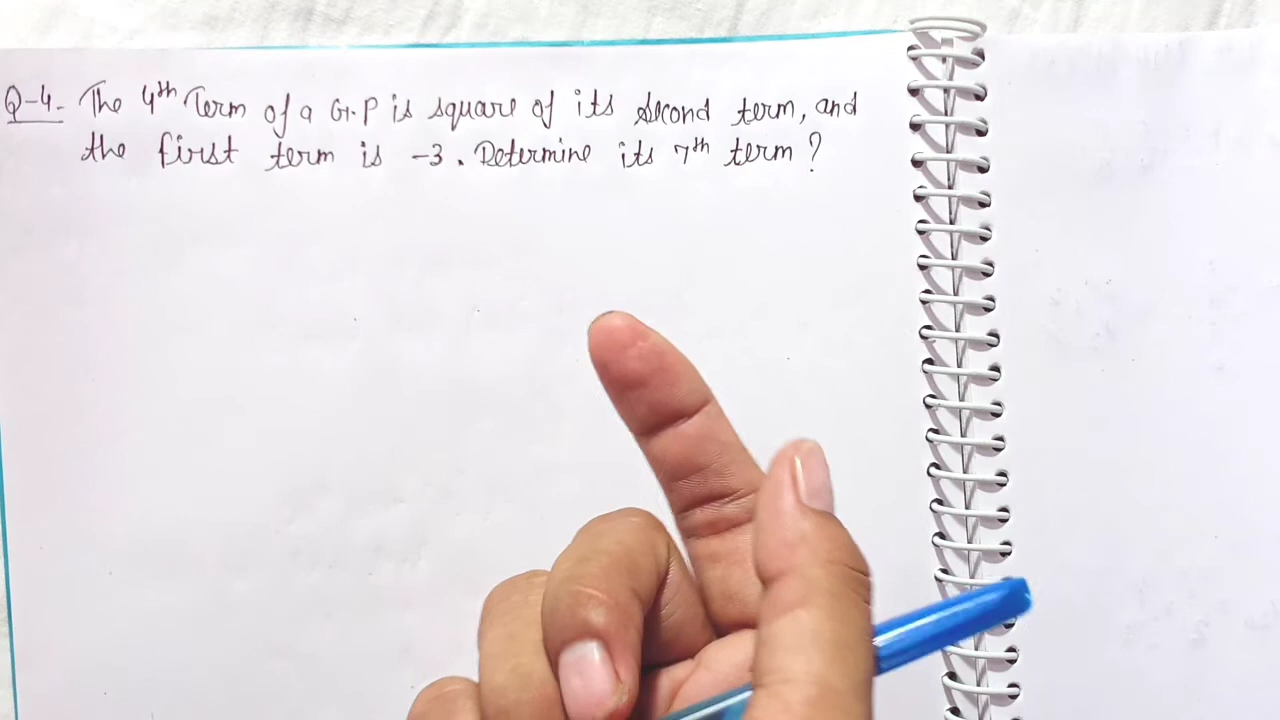 Q-4. The 4th Term of a G.P is square of its second term, and
the first term is -3. Determine its 7th term ?